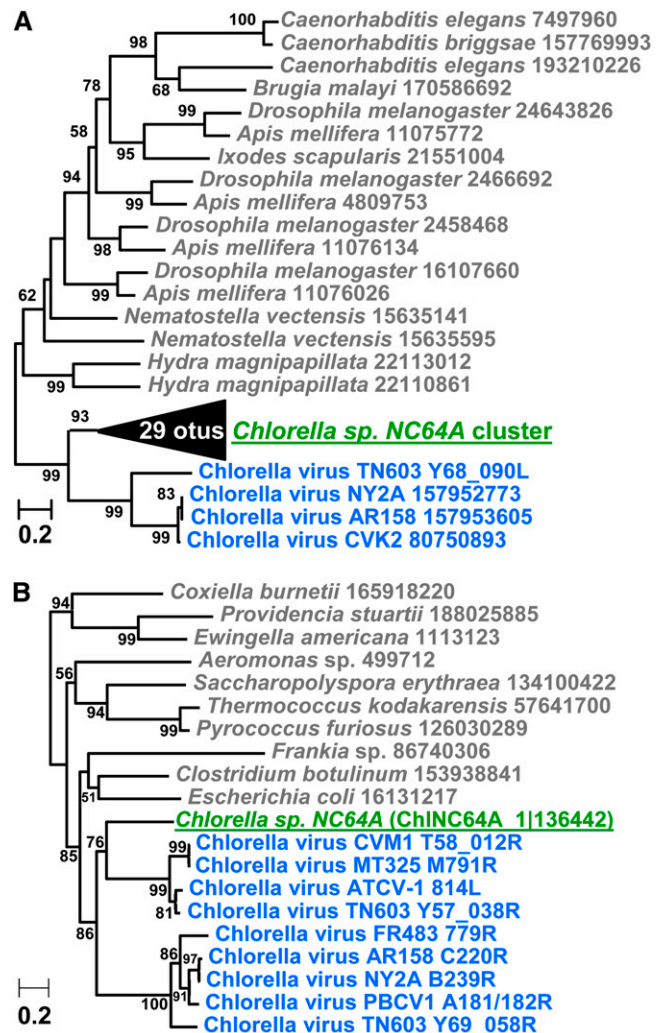 A
100
Caenorhabditis elegans 7497960
Caenorhabditis briggsae 157769993
98
Caenorhabditis elegans 193210226
68
Brugia malayi 170586692
78
99
Drosophila melanogaster 24643826
Apis mellifera 11075772
58
95
Ixodes scapularis 21551004
94
Drosophila melanogaster 2466692
99
Apis mellifera 4809753
Drosophila melanogaster 2458468
98
Apis mellifera 11076134
Drosophila melanogaster 16107660
99
Apis mellifera 11076026
62
Nematostella vectensis 15635141
Nematostella vectensis 15635595
Hydra magnipapillata 22113012
99
Hydra magnipapillata 22110861
93
29 otus
Chlorella sp. NC64A cluster
99
Chlorella virus TN603 Y68_090L
83
Chlorella virus NY2A 157952773
99
Chlorella virus AR158 157953605
99
Chlorella virus CVK2 80750893
0.2
B
94
Coxiella burnetii 165918220
Providencia stuartii 188025885
99
Ewingella americana 1113123
56
Aeromonas sp. 499712
Saccharopolyspora erythraea 134100422
94
Thermococcus kodakarensis 57641700
99
Pyrococcus furiosus 126030289
Frankia sp. 86740306
Clostridium botulinum 153938841
51
Escherichia coli 16131217
85
76
Chlorella sp. NC64A (ChlNC64A_1|136442)
99
Chlorella virus CVM1 T58_012R
Chlorella virus MT325 M791R
99
Chlorella virus ATCV-1 814L
81
Chlorella virus TN603 Y57_038R
86
Chlorella virus FR483 779R
86
97
Chlorella virus AR158 C220R
Chlorella virus NY2A B239R
91
Chlorella virus PBCV1 A181/182R
100
Chlorella virus TN603 Y69_058R
0.2